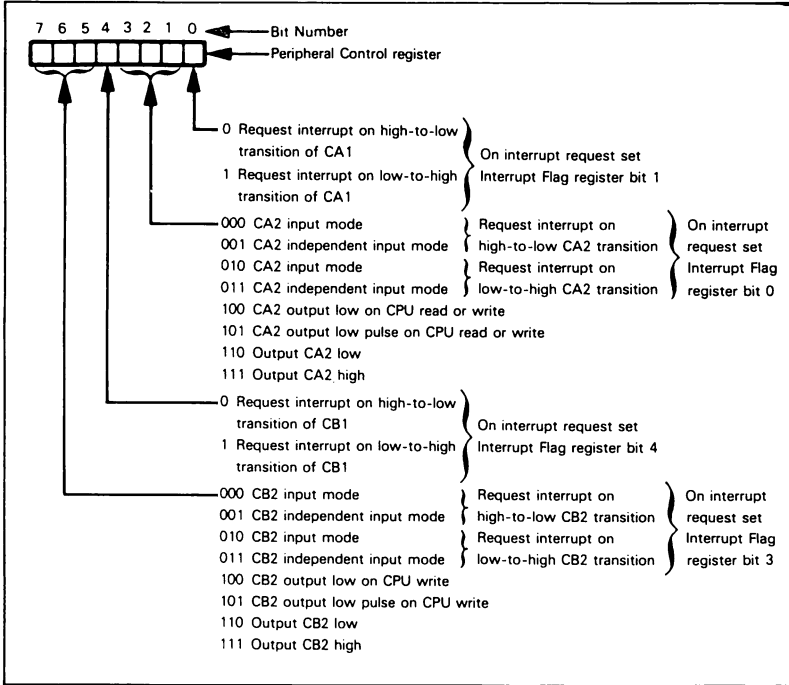 7 6 5 4 3 2 1 0 Bit Number
Peripheral Control register
0 Request interrupt on high-to-low
transition of CA1
1 Request interrupt on low-to-high
transition of CA1
On interrupt request set
Interrupt Flag register bit 1
000 CA2 input mode
001 CA2 independent input mode
Request interrupt on
high-to-low CA2 transition
010 CA2 input mode
011 CA2 independent input mode
Request interrupt on
low-to-high CA2 transition
On interrupt
request set
Interrupt Flag
register bit 0
100 CA2 output low on CPU read or write
101 CA2 output low pulse on CPU read or write
110 Output CA2 low
111 Output CA2 high
0 Request interrupt on high-to-low
transition of CB1
1 Request interrupt on low-to-high
transition of CB1
On interrupt request set
Interrupt Flag register bit 4
000 CB2 input mode
001 CB2 independent input mode
Request interrupt on
high-to-low CB2 transition
010 CB2 input mode
011 CB2 independent input mode
Request interrupt on
low-to-high CB2 transition
On interrupt
request set
Interrupt Flag
register bit 3
100 CB2 output low on CPU write
101 CB2 output low pulse on CPU write
110 Output CB2 low
111 Output CB2 high